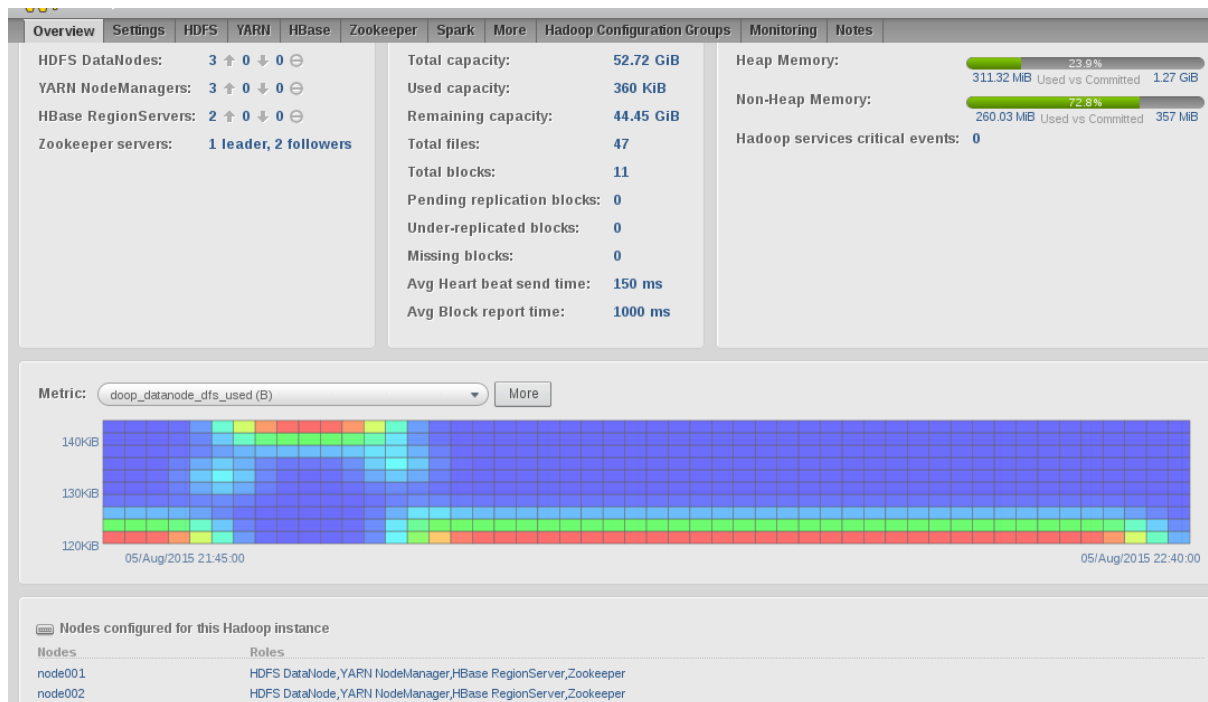 Overview Settings HDFS YARN HBase Zookeeper Spark More Hadoop Configuration Groups Monitoring Notes
HDFS DataNodes: 3 0 0
YARN NodeManagers: 3 0 0
HBase RegionServers: 2 0 0
Zookeeper servers: 1 leader, 2 followers
Total capacity: 52.72 GiB
Used capacity: 360 KiB
Remaining capacity: 44.45 GiB
Total files: 47
Total blocks: 11
Pending replication blocks: 0
Under-replicated blocks: 0
Missing blocks: 0
Avg Heart beat send time: 150 ms
Avg Block report time: 1000 ms
Heap Memory: 23.9%
311.32 MiB Used vs Committed 1.27 GiB
Non-Heap Memory: 72.8%
260.03 MiB Used vs Committed 357 MiB
Hadoop services critical events: 0
Metric: doop_datanode_dfs_used (B) More
140KiB
130KiB
120KiB
05/Aug/2015 21:45:00 05/Aug/2015 22:40:00
Nodes configured for this Hadoop instance
Nodes Roles
node001 HDFS DataNode,YARN NodeManager,HBase RegionServer,Zookeeper
node002 HDFS DataNode,YARN NodeManager,HBase RegionServer,Zookeeper